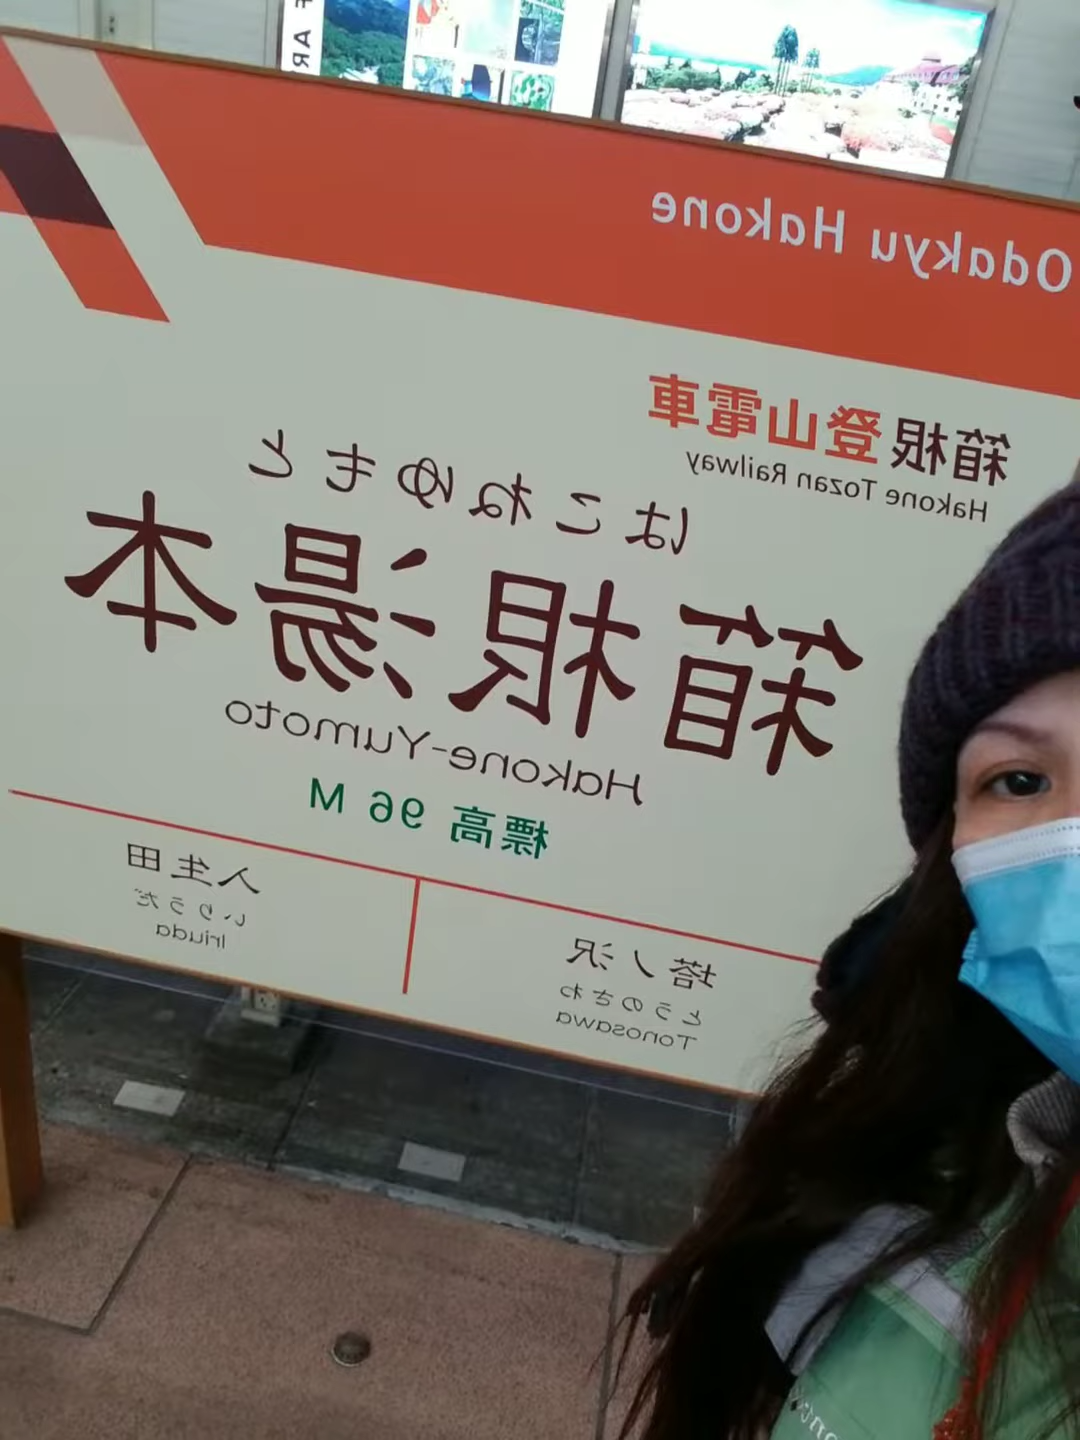 F AR
Odakyu Hakone
箱根登山電車
Hakone Tozan Railway
はこねゆもと
箱根湯本
Hakone-Yumoto
標高 96 M
塔ノ沢
とうのさわ
Tonosawa
入生田
いりうだ
Iriuda